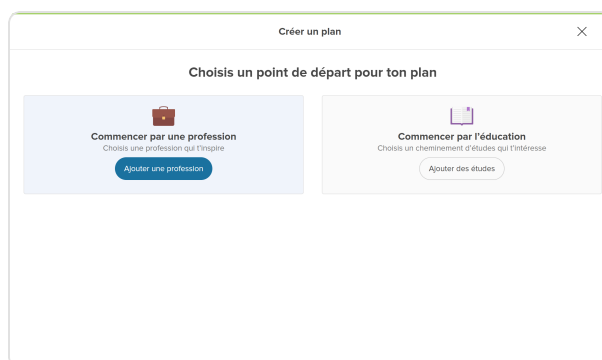 Créer un plan
Choisis un point de départ pour ton plan
Commencer par une profession
Choisis une profession qui t'inspire
Ajouter une profession
Commencer par l'éducation
Choisis un cheminement d'études qui t'intéresse
Ajouter des études